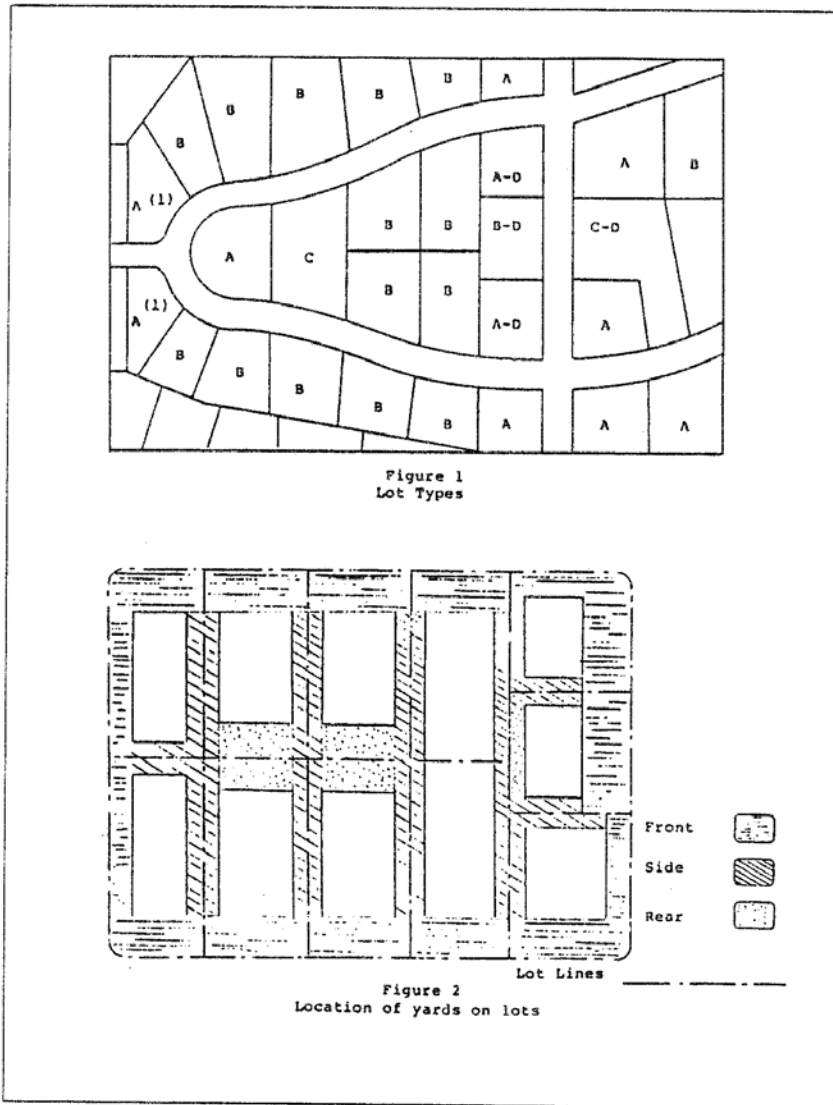 B B B B A
B
B
A (1)
A-D A B
B B B-D C-D
A C
B B
A (1)
A-D A
B
B
B
B
B A A A
Figure 1
Lot Types
Front
Side
Rear
Lot Lines
Figure 2
Location of yards on lots